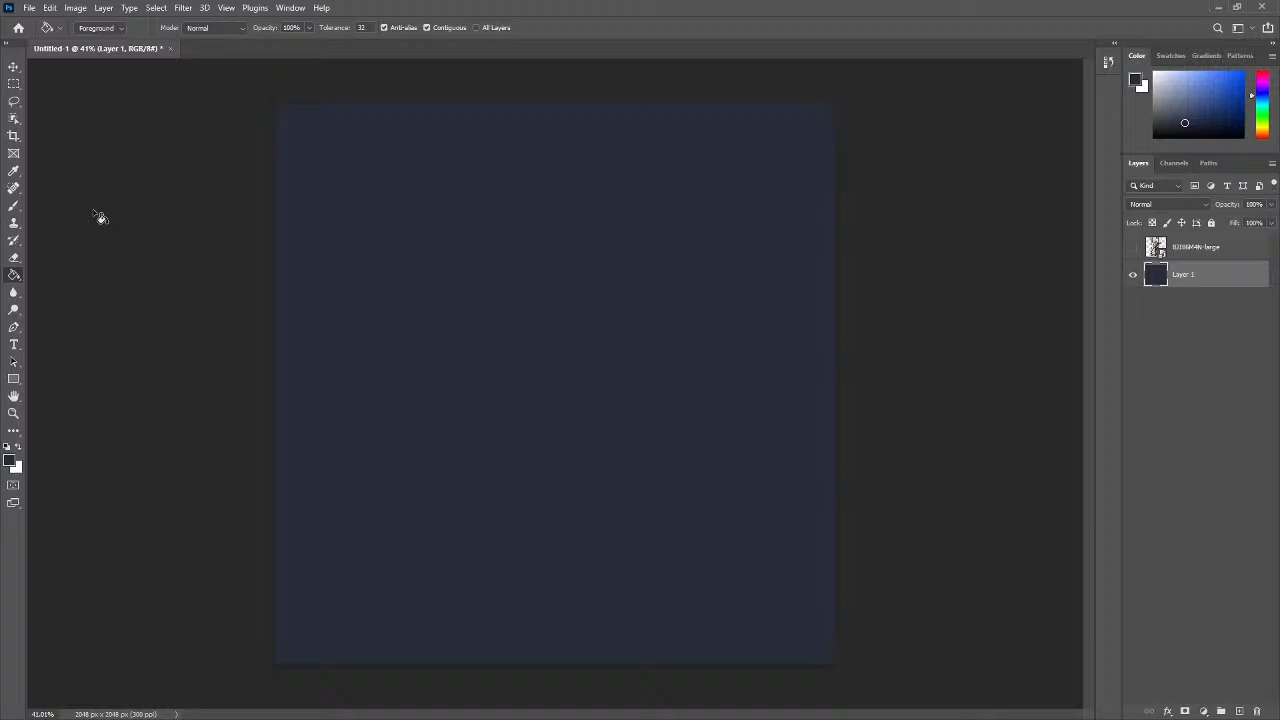 Ps File Edit Image Layer Type Select Filter 3D View Plugins Window Help
Foreground Mode: Normal Opacity: 100% Tolerance: 32 Anti-alias Contiguous All Layers
Untitled-1 @ 41% (Layer 1, RGB/8#) * ×
Color Swatches Gradients Patterns
Layers Channels Paths
Kind
Normal Opacity: 100%
Lock: Fill: 100%
Layer 1
41.01% 2048 px x 2048 px (300 ppi)